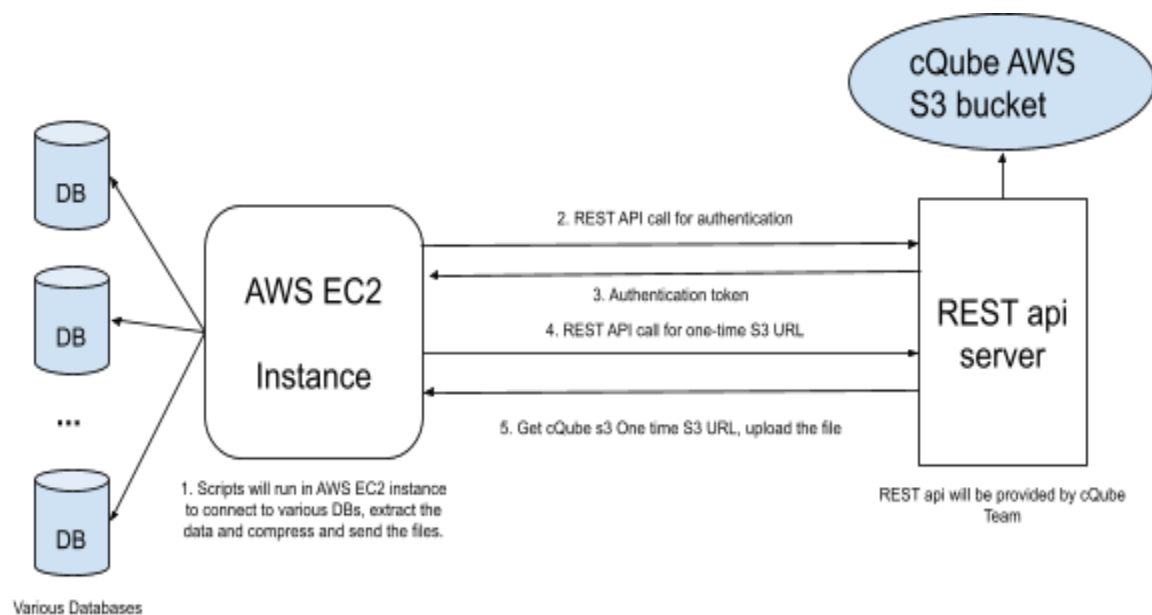 cQube AWS
S3 bucket
DB
DB
...
DB
Various Databases
AWS EC2
Instance
1. Scripts will run in AWS EC2 instance
to connect to various DBs, extract the
data and compress and send the files.
2. REST API call for authentication
3. Authentication token
4. REST API call for one-time S3 URL
5. Get cQube s3 One time S3 URL, upload the file
REST api
server
REST api will be provided by cQube
Team